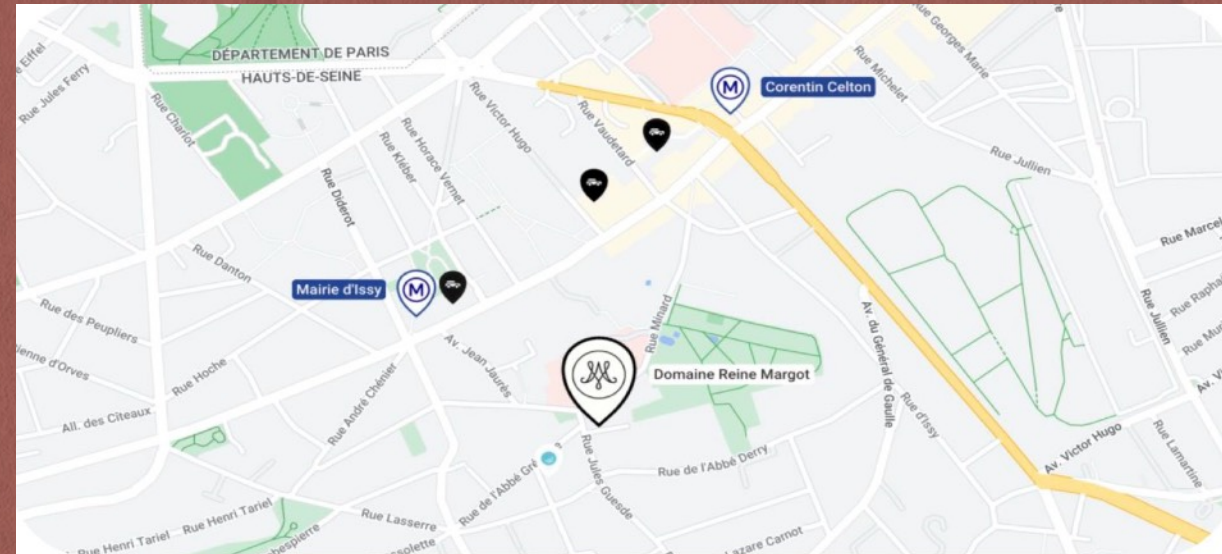 DÉPARTEMENT DE PARIS
HAUTS-DE-SEINE
Rue Georges Marie
Rue Michelet
M
Corentin Celton
Eiffel
Rue Jules Ferry
Rue Chariot
Rue Victor Hugo
Rue Vaudetard
Rue Horace Vernet
Rue Kléber
Rue Jullien
Rue Diderot
Rue Marcel
Rue Danton
Mairie d'Issy
M
Rue Minard
Av. du Général de Gaulle
Rue Jullien
Rue des Peupliers
Av. Jean Jaurès
Domaine Reine Margot
Rue Hoche
Rue André Chénier
All. des Cîteaux
Rue d'Issy
Av. Victor Hugo
Rue Lamartine
Rue de l'Abbé
Rue Jules Guesde
Rue de l'Abbé Derry
Rue Henri Tariel
Rue Henri Tariel
Rue Lasserre